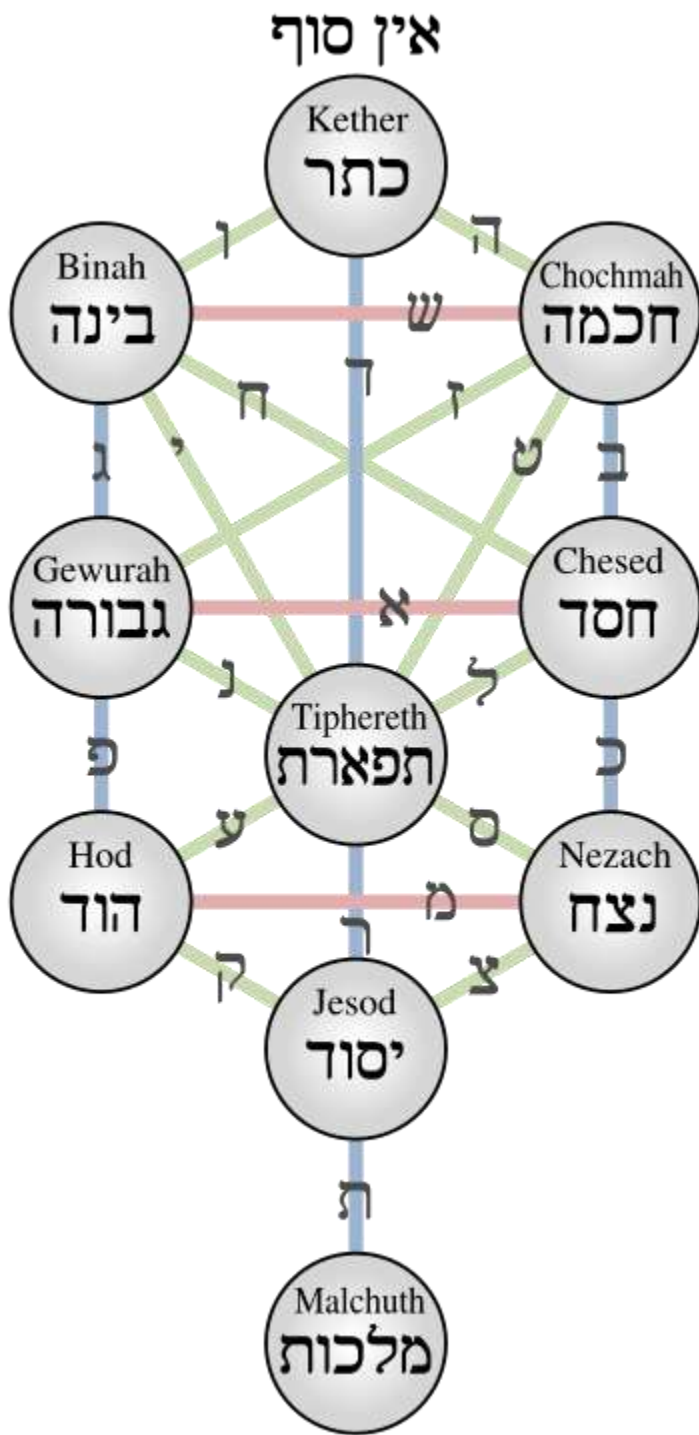 אין סוף
Kether
כתר
ו
ה
Binah
בינה
Chochmah
חכמה
ש
ד
ח
ז
ג
י
ט
ב
Gewurah
גבורה
Chesed
חסד
א
נ
ל
Tiphereth
תפארת
פ
כ
ע
ס
Hod
הוד
Nezach
נצח
מ
ר
ק
צ
Jesod
יסוד
ת
Malchuth
מלכות